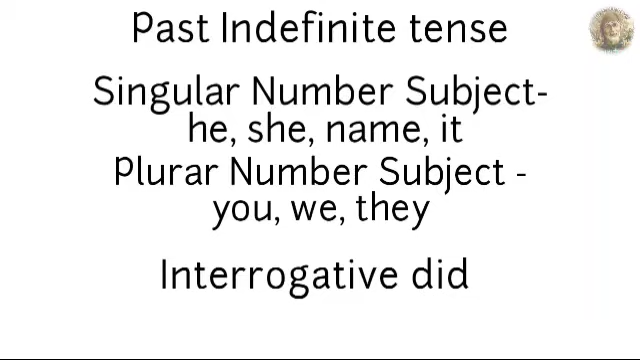 Past Indefinite tense
Singular Number Subject-
he, she, name, it
Plurar Number Subject -
you, we, they
Interrogative did